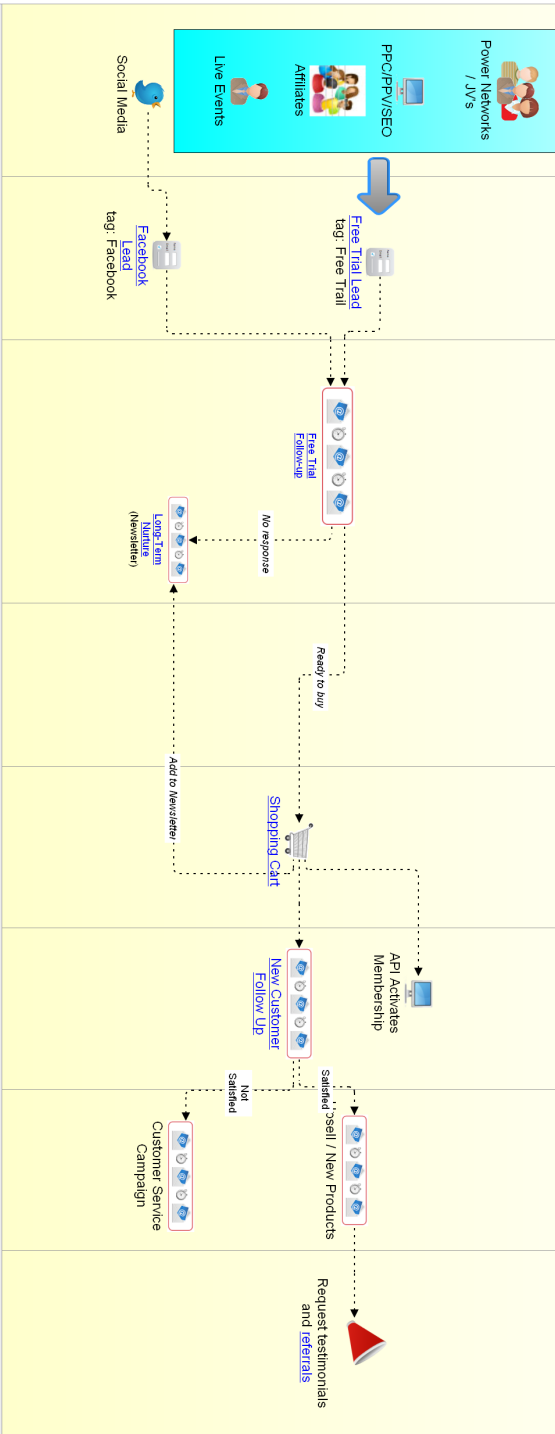 Power Networks
/ JV's
PPC/PPV/SEO
Affiliates
Live Events
Social Media
Free Trial Lead
tag: Free Trail
Facebook
Lead
tag: Facebook
Free Trial
Follow-up
No response
Long-Term
Nurture
(Newsletter)
Ready to buy
Add to Newsletter
Shopping Cart
API Activates
Membership
New Customer
Follow Up
Satisfied
Not
Satisfied
/ New Products
Customer Service
Campaign
Request testimonials
and referrals